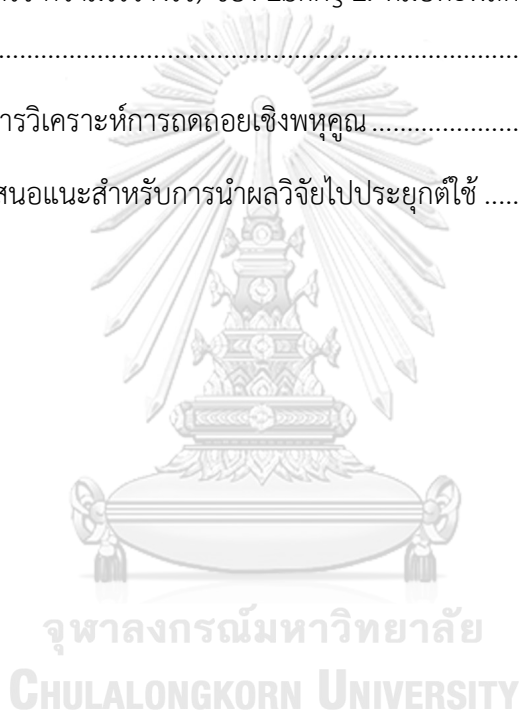 ............................................................
การวิเคราะห์การถดถอยเชิงพหุคูณ ....................
สนอแนะสำหรับการนำผลวิจัยไปประยุกต์ใช้ .....
จุฬาลงกรณ์มหาวิทยาลัย
CHULALONGKORN UNIVERSITY